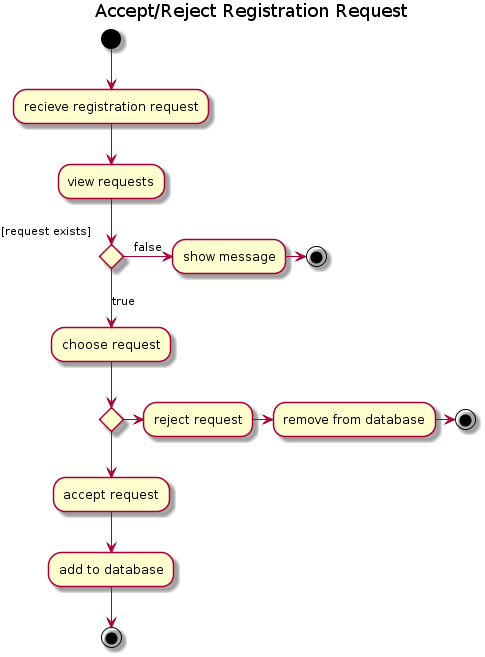 Accept/Reject Registration Request
recieve registration request
view requests
[request exists]
false
show message
true
choose request
reject request
remove from database
accept request
add to database